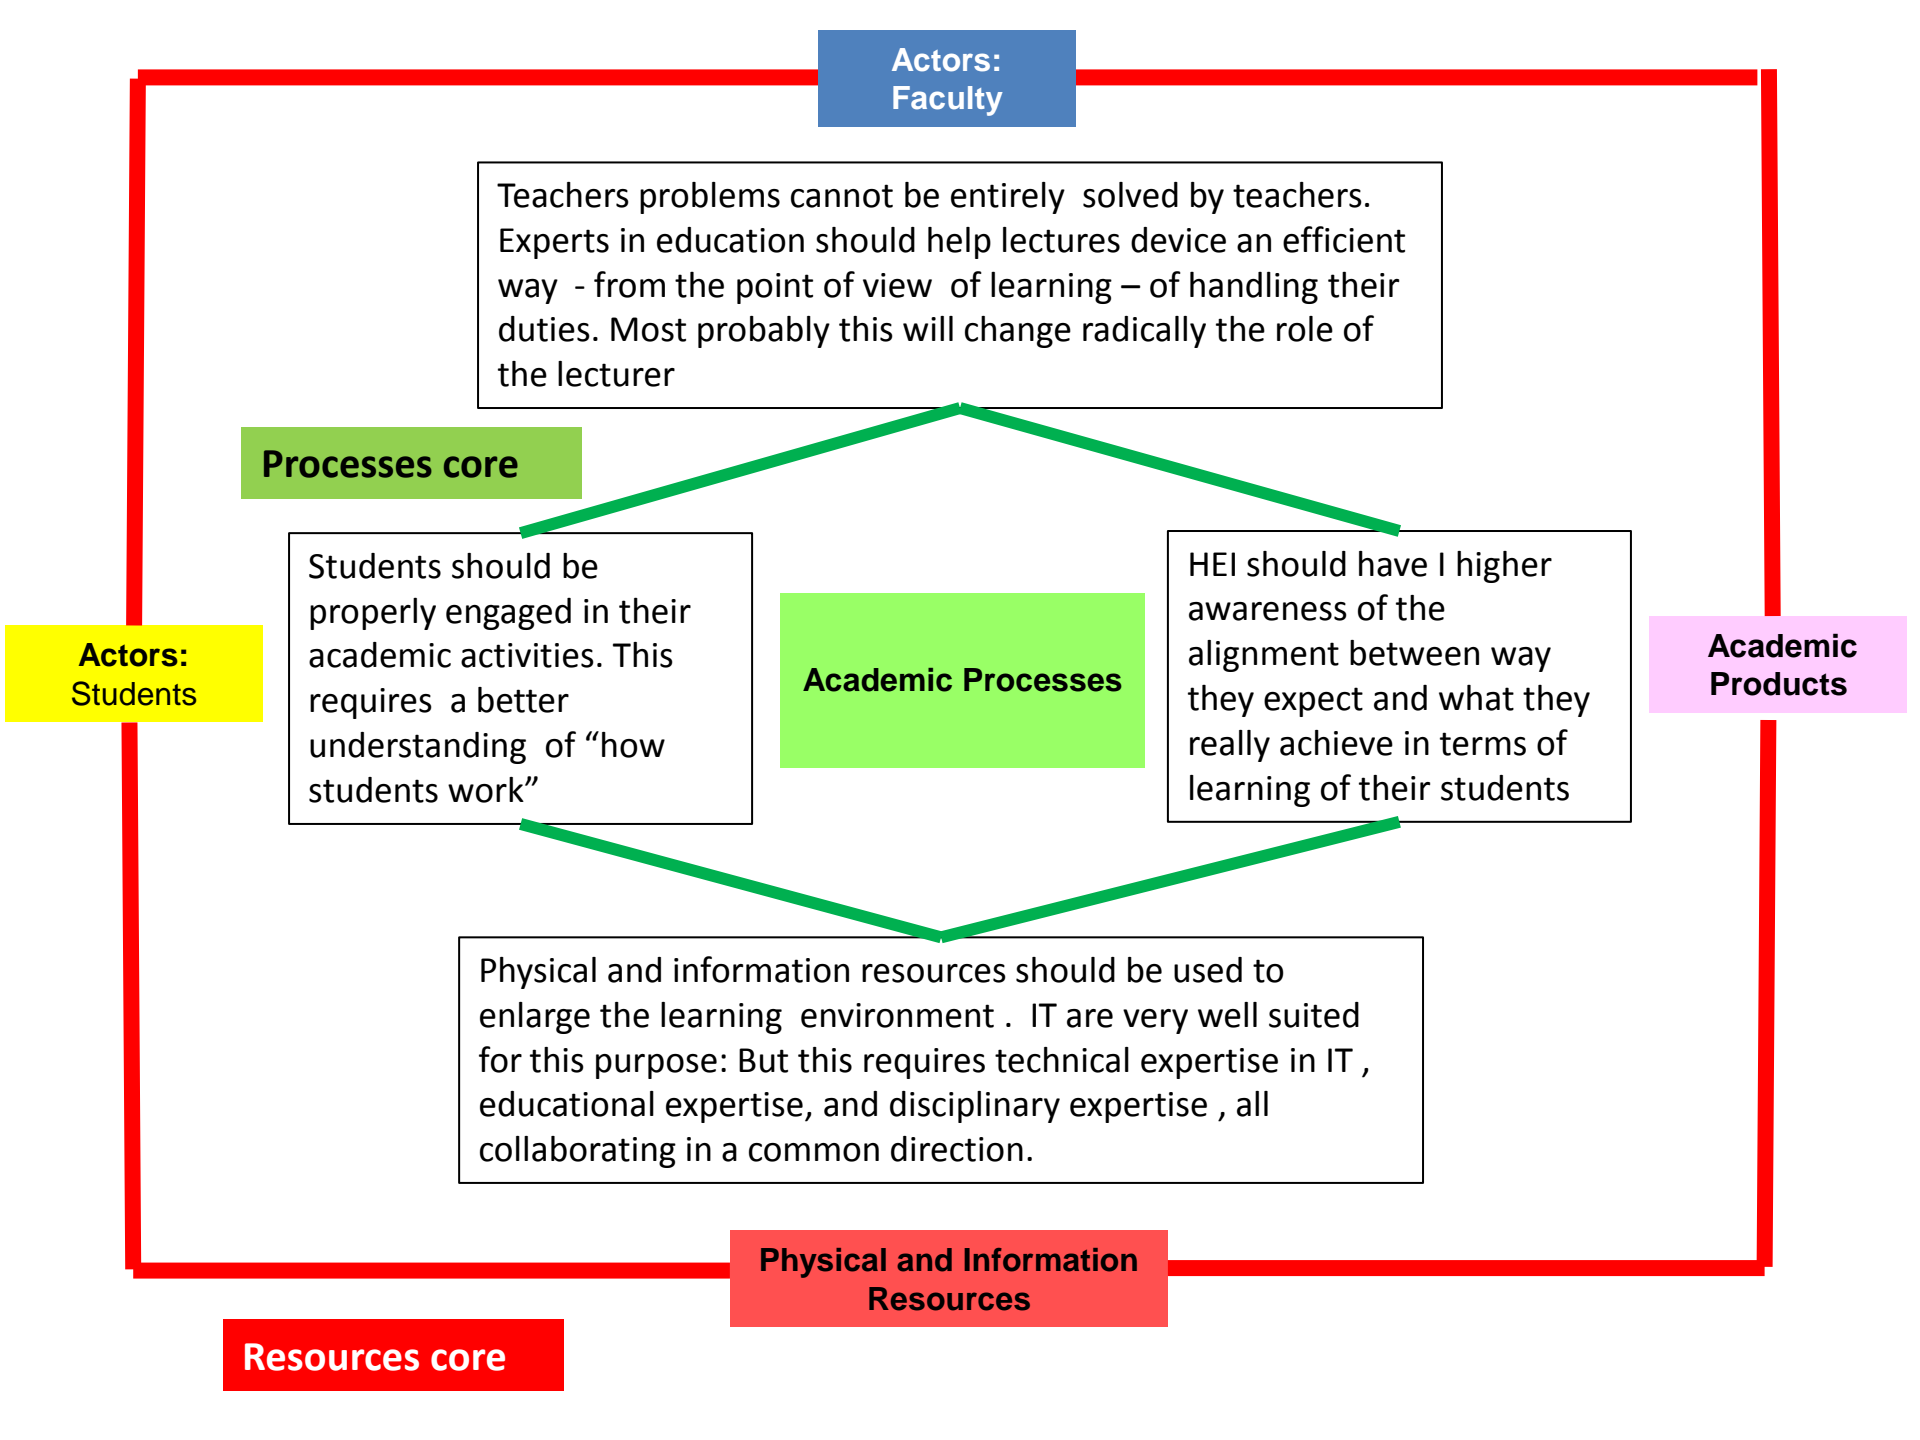 Actors:
Faculty
Teachers problems cannot be entirely solved by teachers.
Experts in education should help lectures device an efficient
way - from the point of view of learning – of handling their
duties. Most probably this will change radically the role of
the lecturer
Processes core
Students should be
properly engaged in their
academic activities. This
requires a better
understanding of “how
students work”
HEI should have I higher
awareness of the
alignment between way
they expect and what they
really achieve in terms of
learning of their students
Actors:
Students
Academic Processes
Academic
Products
Physical and information resources should be used to
enlarge the learning environment . IT are very well suited
for this purpose: But this requires technical expertise in IT ,
educational expertise, and disciplinary expertise , all
collaborating in a common direction.
Physical and Information
Resources
Resources core